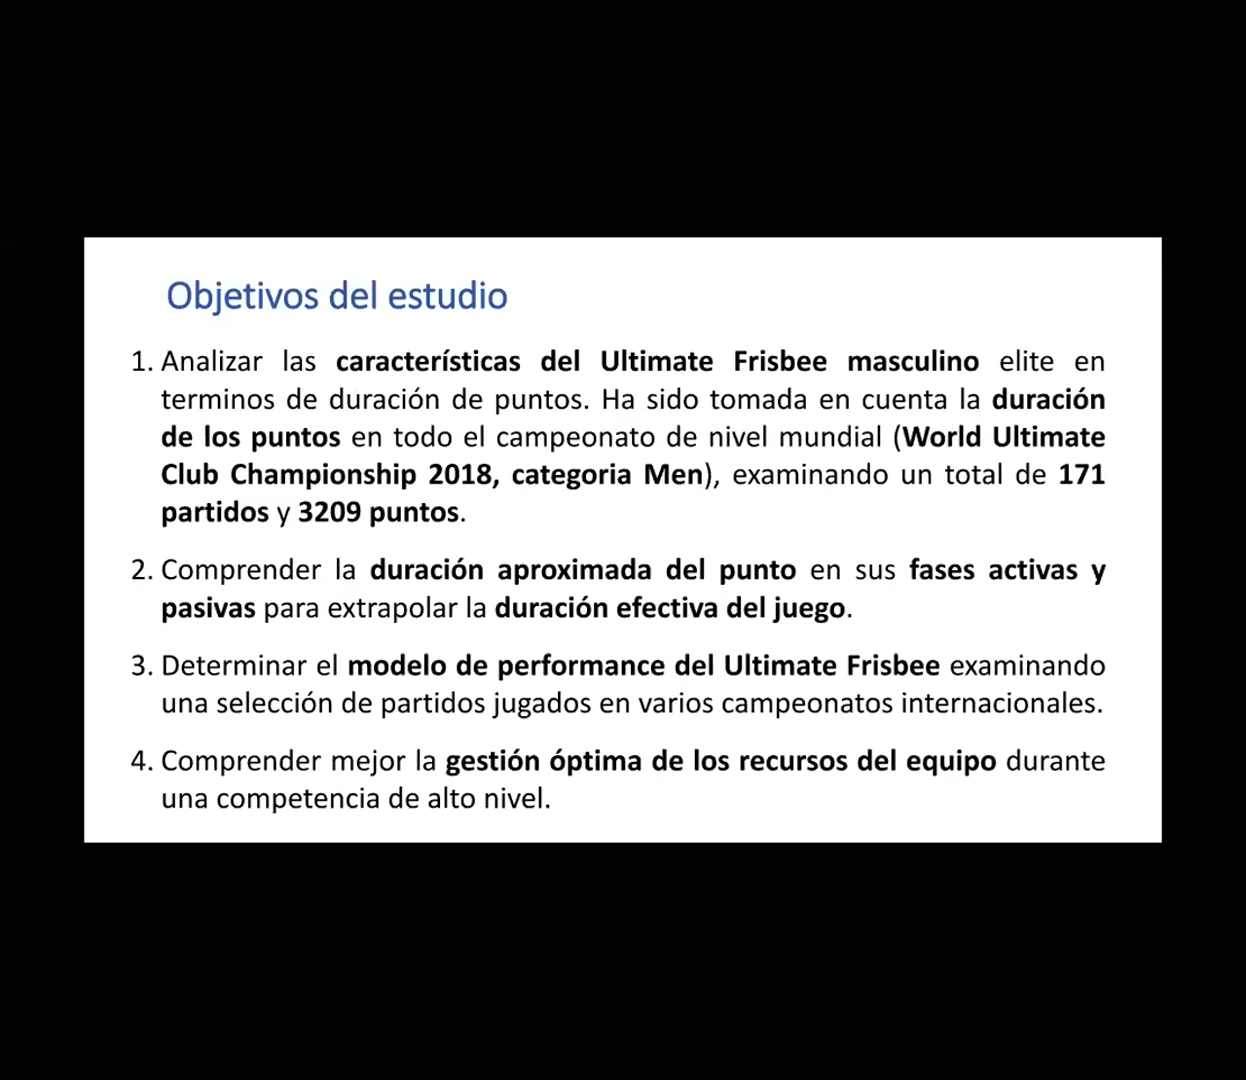 Objetivos del estudio
1. Analizar las características del Ultimate Frisbee masculino elite en
terminos de duración de puntos. Ha sido tomada en cuenta la duración
de los puntos en todo el campeonato de nivel mundial (World Ultimate
Club Championship 2018, categoria Men), examinando un total de 171
partidos y 3209 puntos.
2. Comprender la duración aproximada del punto en sus fases activas y
pasivas para extrapolar la duración efectiva del juego.
3. Determinar el modelo de performance del Ultimate Frisbee examinando
una selección de partidos jugados en varios campeonatos internacionales.
4. Comprender mejor la gestión óptima de los recursos del equipo durante
una competencia de alto nivel.